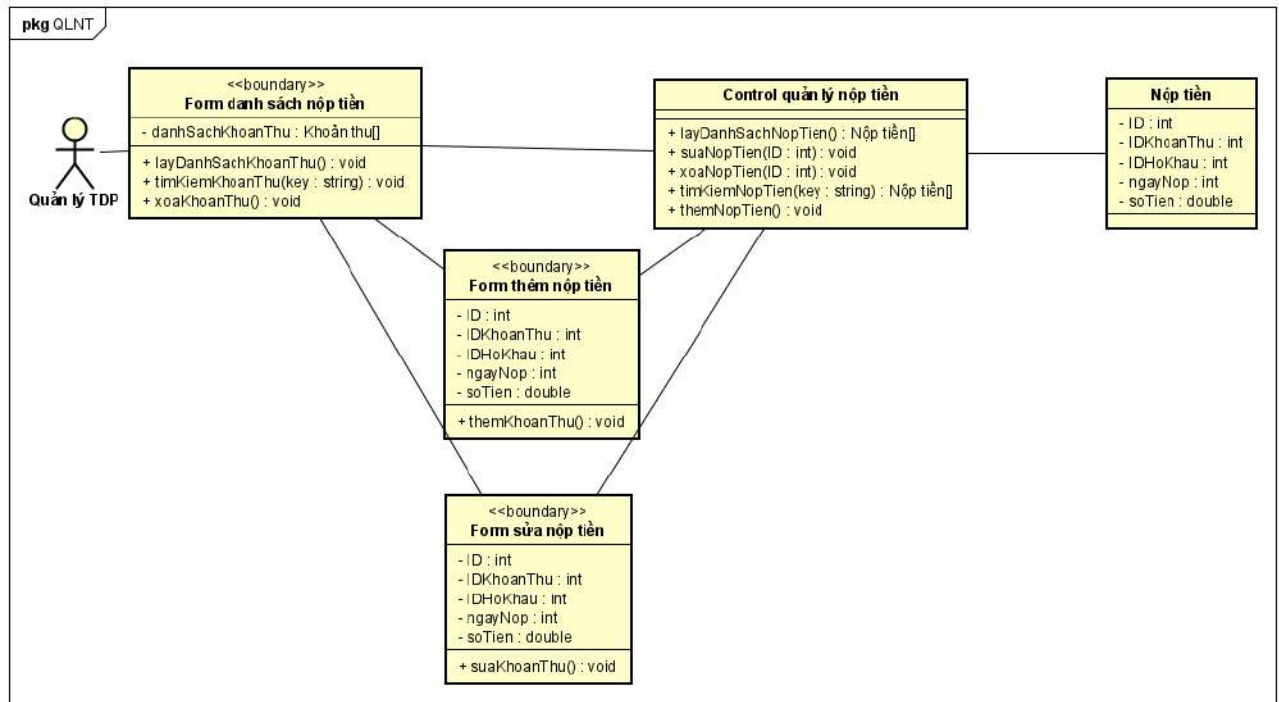 pkg QLNT
Quản lý TDP
<<boundary>>
Form danh sách nộp tiền
- danhSachKhoanThu : Khoản thu[]
+ layDanhSachKhoanThu() : void
+ timKiemKhoanThu(key : string) : void
+ xoaKhoanThu() : void
Control quản lý nộp tiền
+ layDanhSachNopTien() : Nộp tiền[]
+ suaNopTien(ID : int) : void
+ xoaNopTien(ID : int) : void
+ timKiemNopTien(key : string) : Nộp tiền[]
+ themNopTien() : void
Nộp tiền
- ID : int
- IDKhoanThu : int
- IDHoKhau : int
- ngayNop : int
- soTien : double
<<boundary>>
Form thêm nộp tiền
- ID : int
- IDKhoanThu : int
- IDHoKhau : int
- ngayNop : int
- soTien : double
+ themKhoanThu() : void
<<boundary>>
Form sửa nộp tiền
- ID : int
- IDKhoanThu : int
- IDHoKhau : int
- ngayNop : int
- soTien : double
+ suaKhoanThu() : void